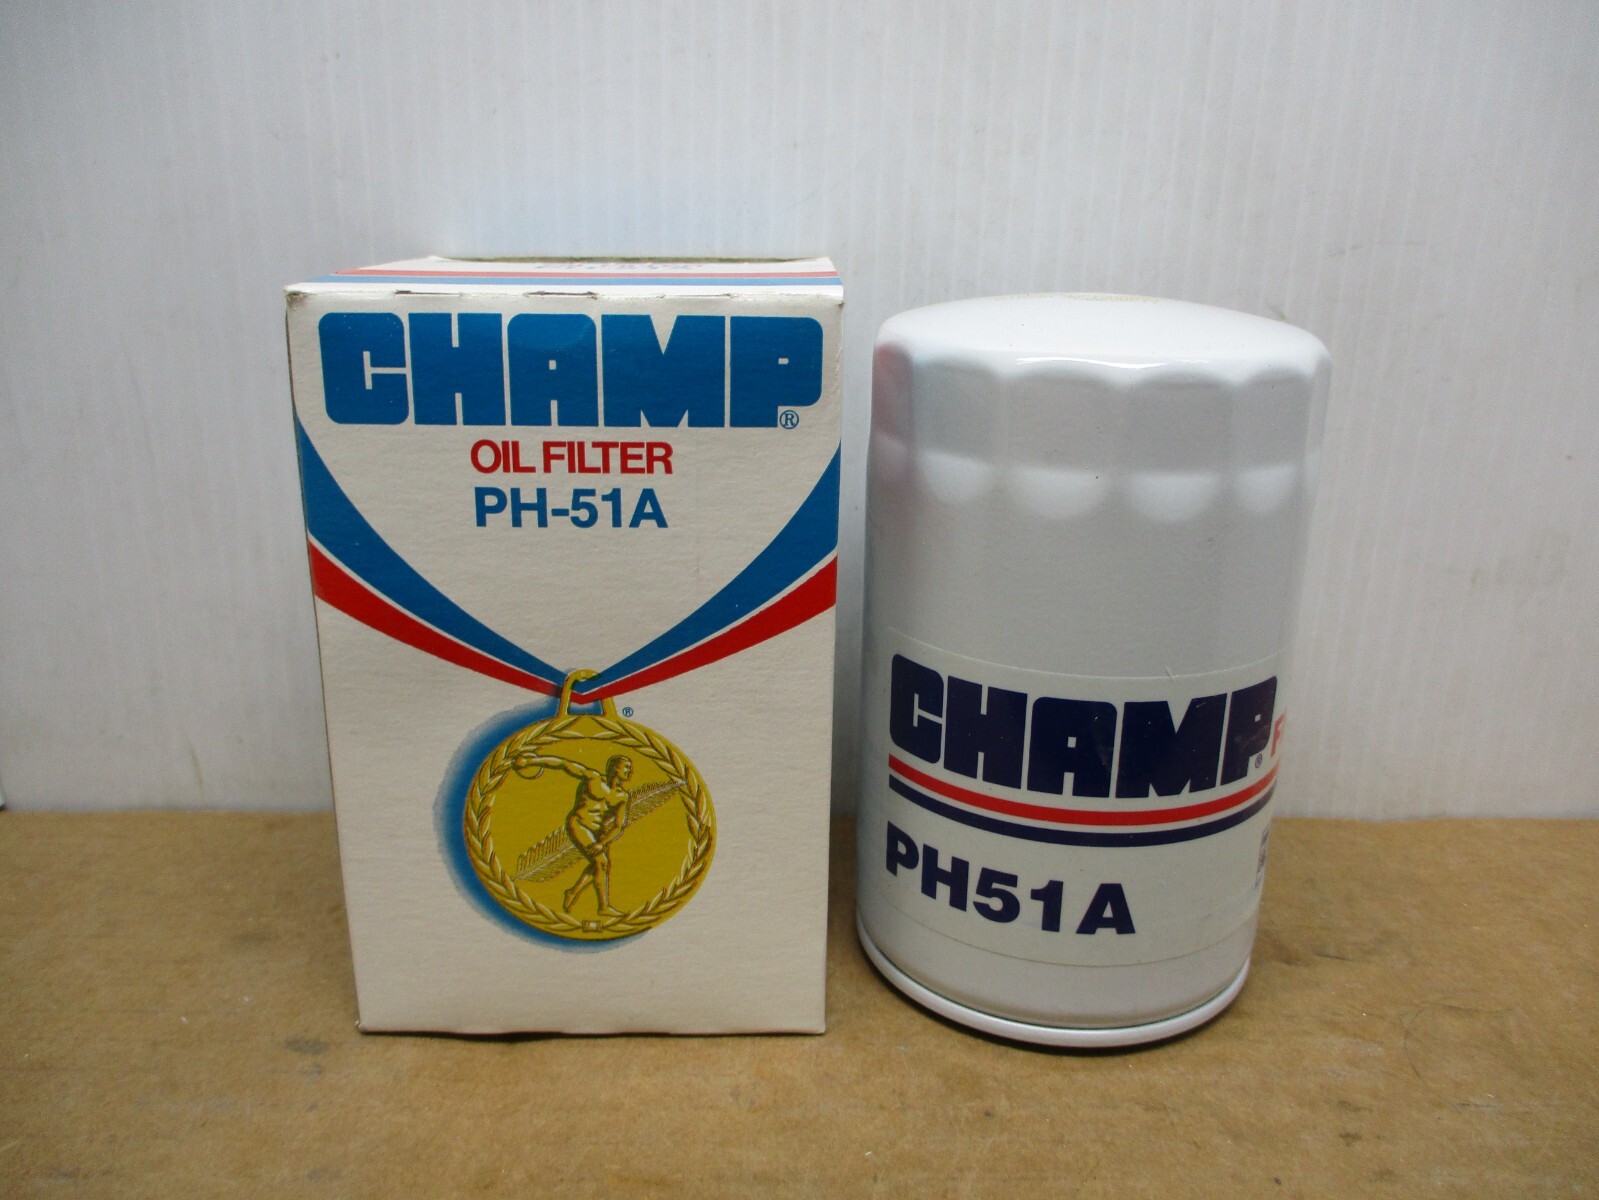 CHAMP®
OIL FILTER
PH-51A
®
CHAMP®
PH51A